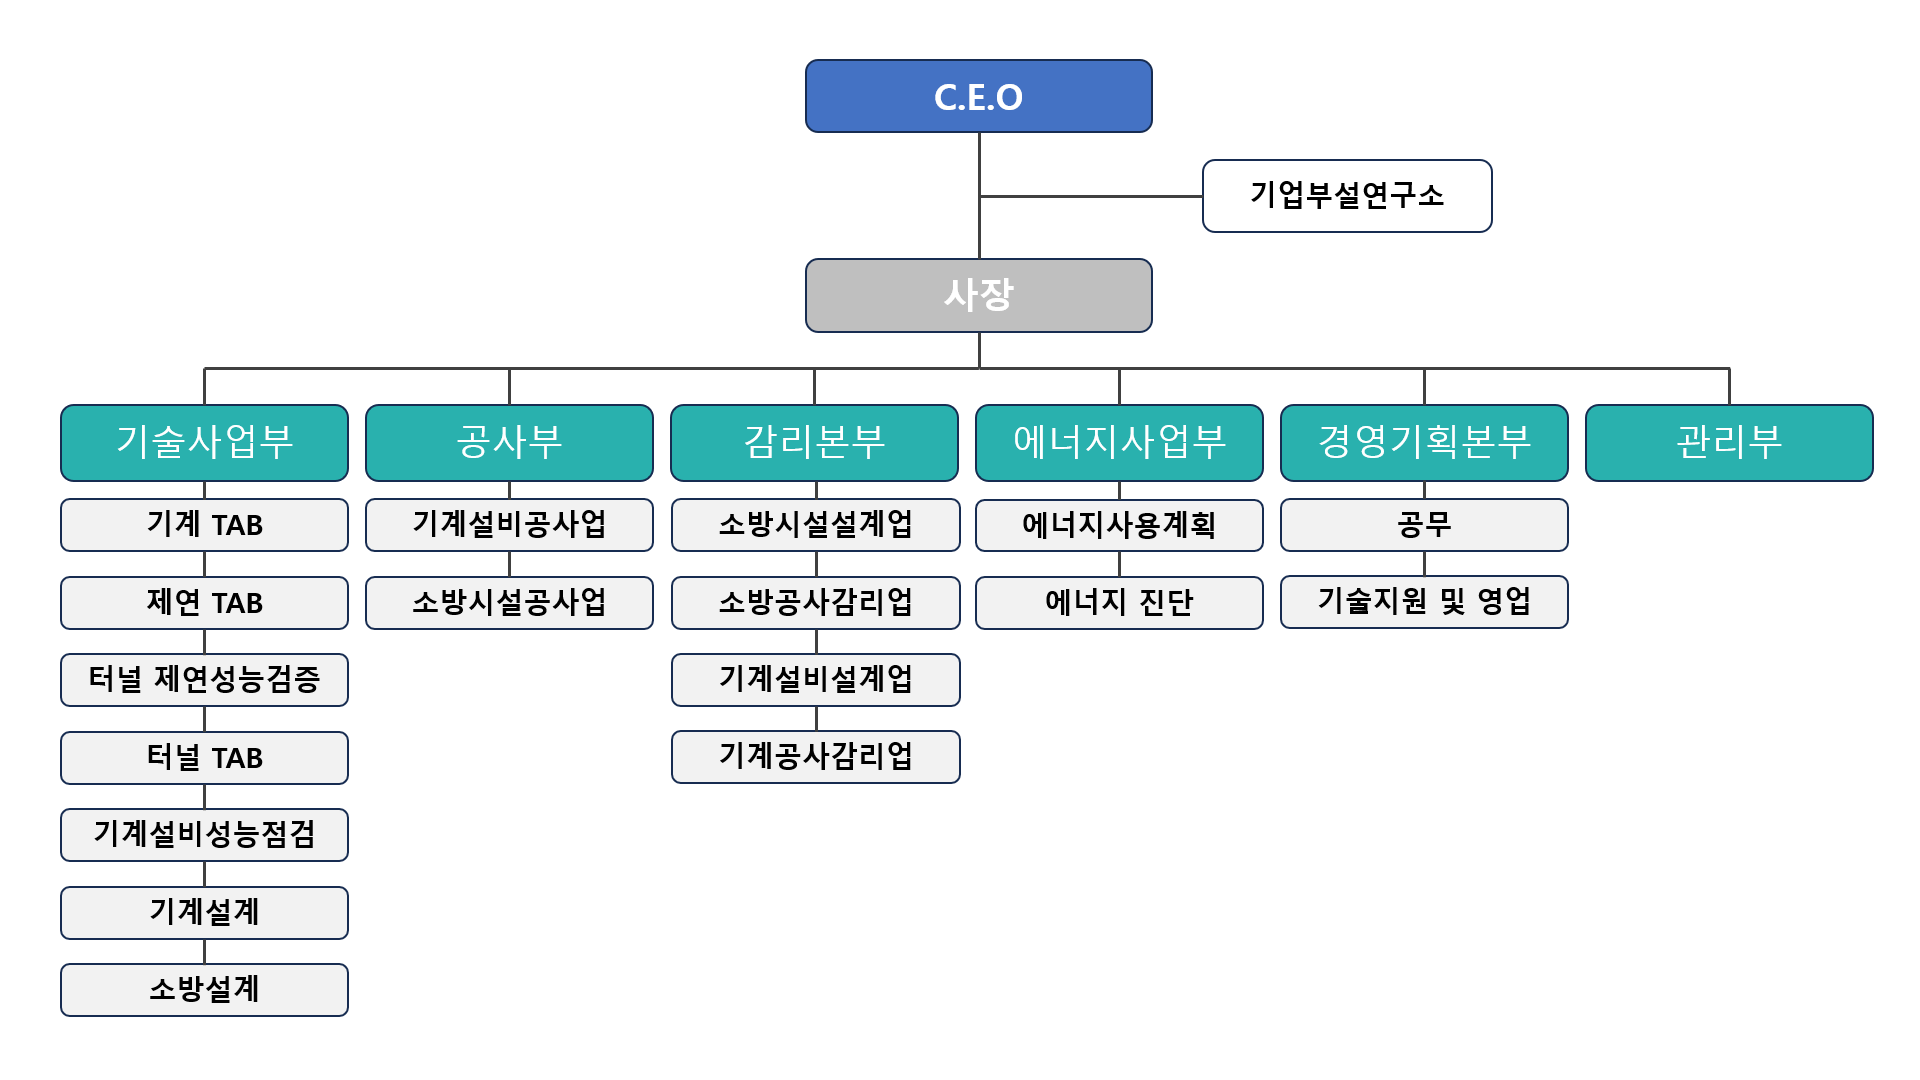 C.E.O
기업부설연구소
사장
기술사업부
공사부
감리본부
에너지사업부
경영기획본부
관리부
기계 TAB
제연 TAB
터널 제연성능검증
터널 TAB
기계설비성능점검
기계설계
소방설계
기계설비공사업
소방시설공사업
소방시설설계업
소방공사감리업
기계설비설계업
기계공사감리업
에너지사용계획
에너지 진단
공무
기술지원 및 영업